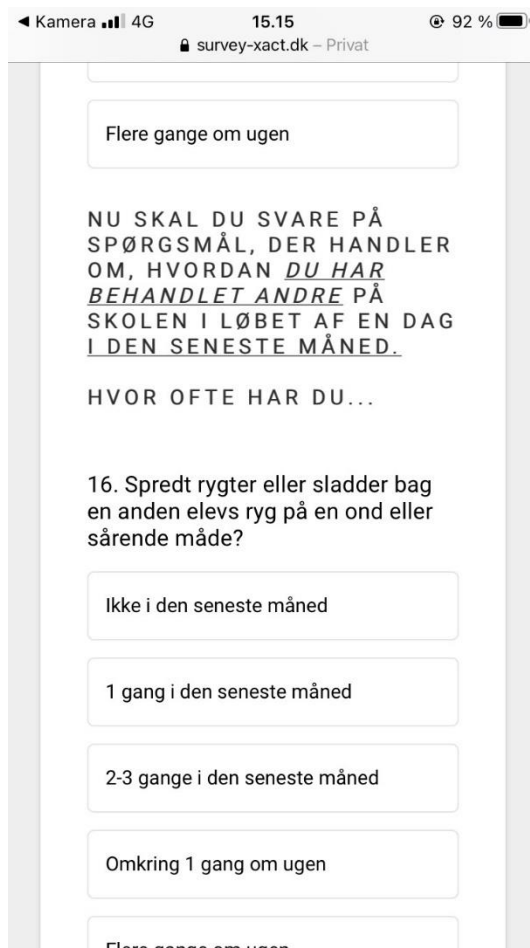 Kamera 4G 15.15 92 %
survey-xact.dk – Privat
Flere gange om ugen
NU SKAL DU SVARE PÅ
SPØRGSMÅL, DER HANDLER
OM, HVORDAN DU HAR
BEHANDLET ANDRE PÅ
SKOLEN I LØBET AF EN DAG
I DEN SENESTE MÅNED.
HVOR OFTE HAR DU...
16. Spredt rygter eller sladder bag
en anden elevs ryg på en ond eller
sårende måde?
Ikke i den seneste måned
1 gang i den seneste måned
2-3 gange i den seneste måned
Omkring 1 gang om ugen
Flere gange om ugen